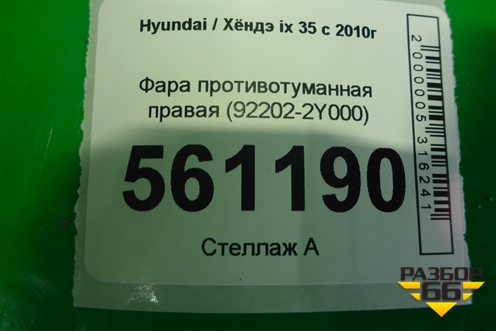 Hyundai / Хёндэ ix 35 с 2010г
Фара противотуманная
правая (92202-2Y000)
561190
Стеллаж А
2000005316241
РАЗБОР
66